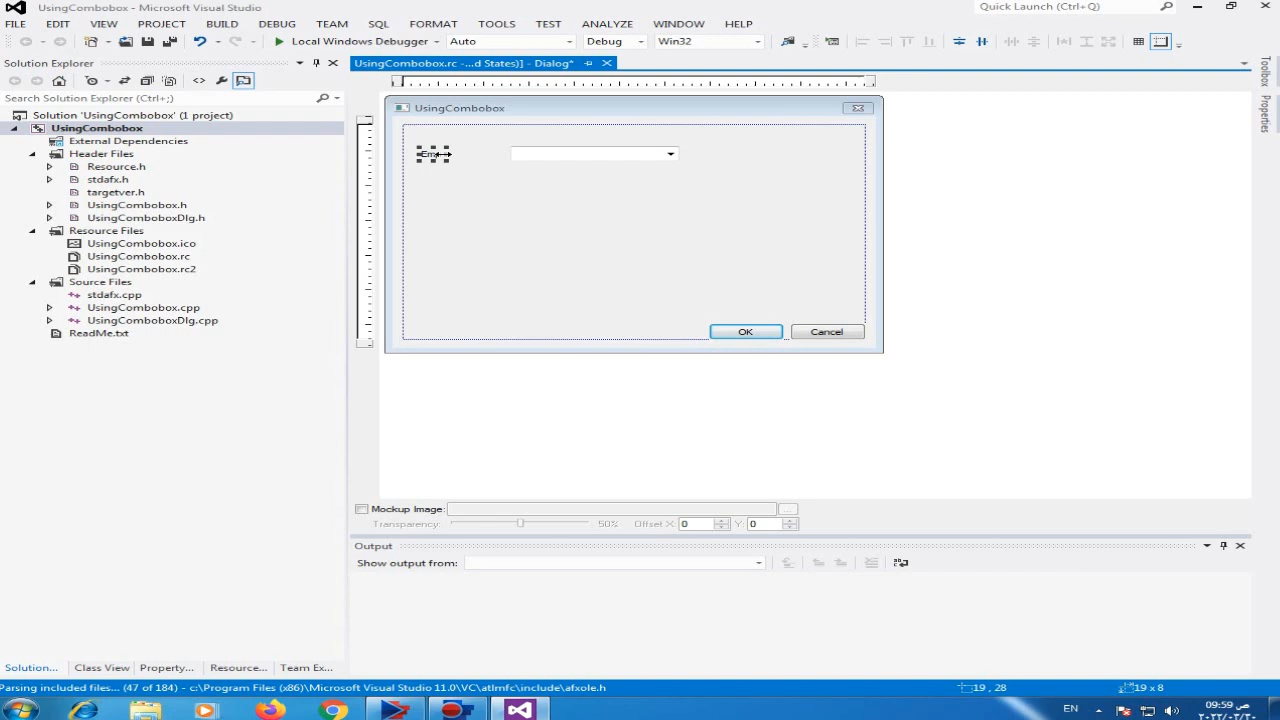 UsingCombobox - Microsoft Visual Studio
Quick Launch (Ctrl+Q)
FILE EDIT VIEW PROJECT BUILD DEBUG TEAM SQL FORMAT TOOLS TEST ANALYZE WINDOW HELP
Local Windows Debugger Auto Debug Win32
Solution Explorer
UsingCombobox.rc -...d States)] - Dialog*
Toolbox
Properties
Search Solution Explorer (Ctrl+;)
Solution 'UsingCombobox' (1 project)
UsingCombobox
External Dependencies
Header Files
Resource.h
stdafx.h
targetver.h
UsingCombobox.h
UsingComboboxDlg.h
Resource Files
UsingCombobox.ico
UsingCombobox.rc
UsingCombobox.rc2
Source Files
stdafx.cpp
UsingCombobox.cpp
UsingComboboxDlg.cpp
ReadMe.txt
UsingCombobox
OK Cancel
Mockup Image: ...
Transparency: 50% Offset X: 0 Y: 0
Output
Show output from:
Solution... Class View Property... Resource... Team Ex...
Parsing included files... (47 of 184) - c:\Program Files (x86)\Microsoft Visual Studio 11.0\VC\atlmfc\include\afxole.h
19 , 28
19 x 8
EN
09:59 ص